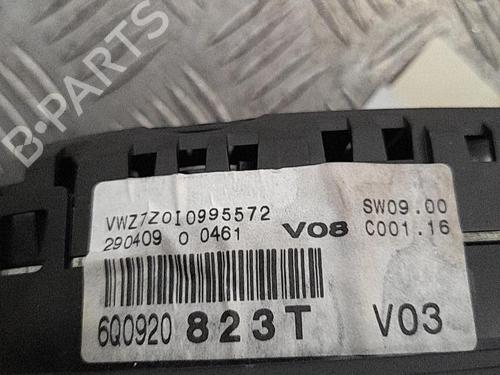 B-PARTS
VWZ7Z0I0995572
290409 0 0461
V08
SW09.00
C001.16
6Q0920 823T
V03